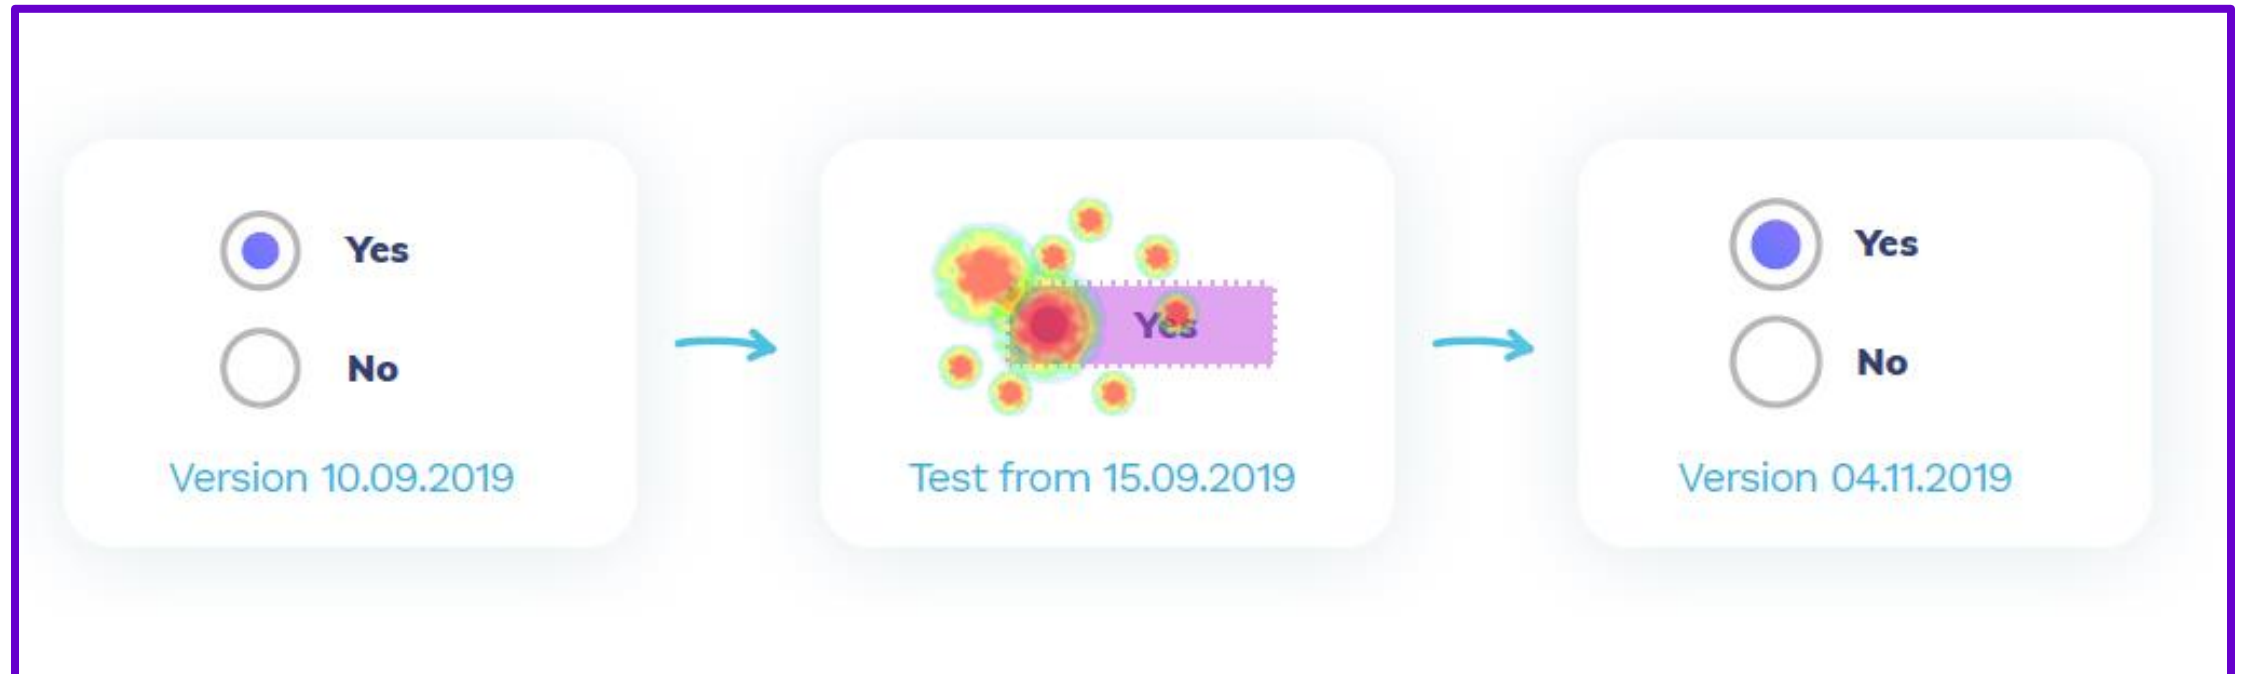 Yes
No
Version 10.09.2019
Yes
Test from 15.09.2019
Yes
No
Version 04.11.2019